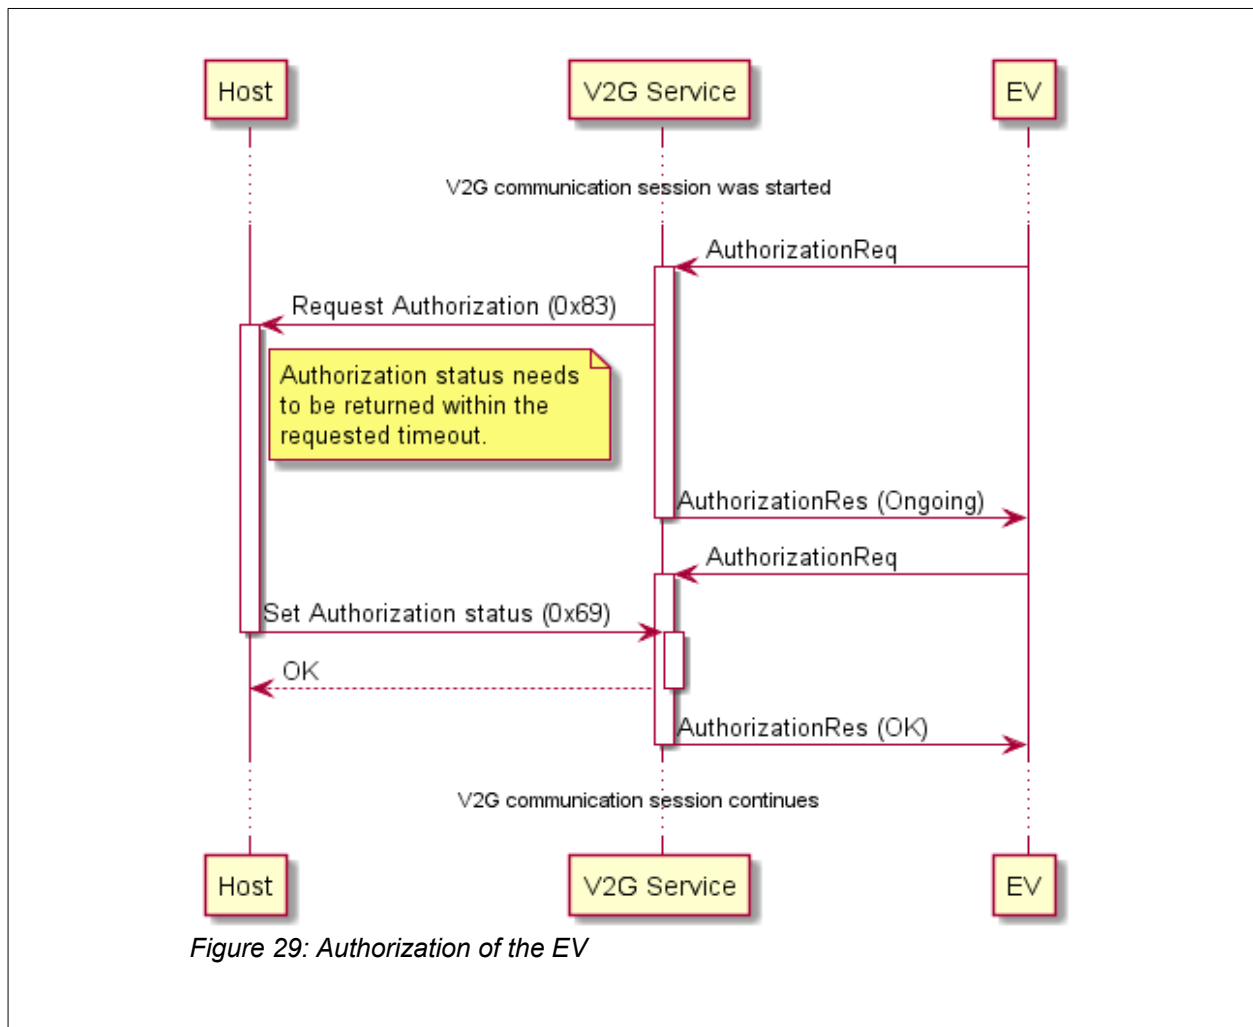 Host
V2G Service
EV
V2G communication session was started
AuthorizationReq
Request Authorization (0x83)
Authorization status needs
to be returned within the
requested timeout.
AuthorizationRes (Ongoing)
AuthorizationReq
Set Authorization status (0x69)
OK
AuthorizationRes (OK)
V2G communication session continues
Host
V2G Service
EV
Figure 29: Authorization of the EV